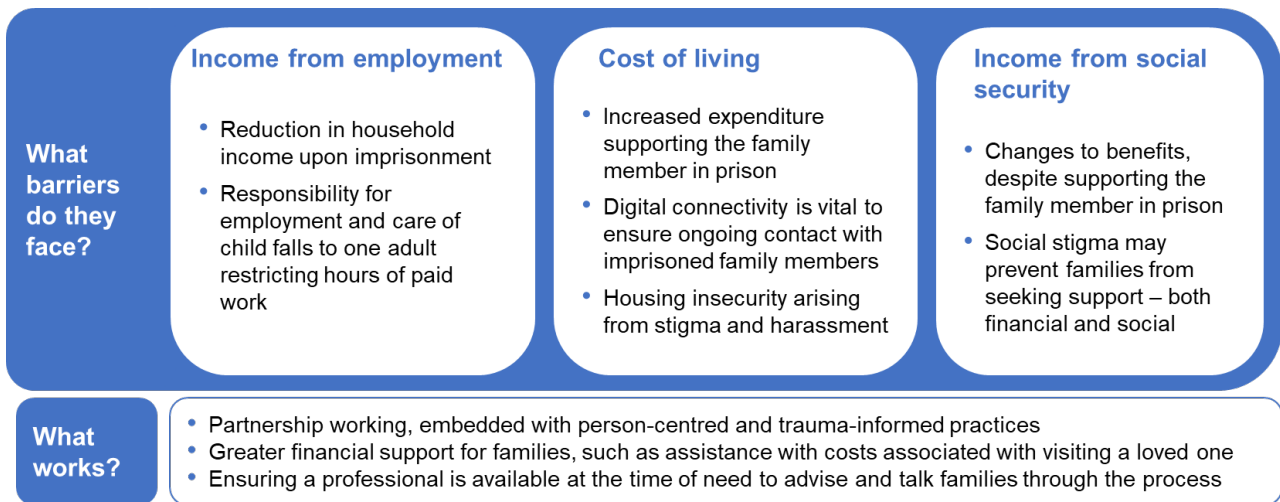 What
barriers
do they
face?
Income from employment
• Reduction in household
income upon imprisonment
• Responsibility for
employment and care of
child falls to one adult
restricting hours of paid
work
Cost of living
• Increased expenditure
supporting the family
member in prison
• Digital connectivity is vital to
ensure ongoing contact with
imprisoned family members
• Housing insecurity arising
from stigma and harassment
Income from social
security
• Changes to benefits,
despite supporting the
family member in prison
• Social stigma may
prevent families from
seeking support – both
financial and social
What
works?
• Partnership working, embedded with person-centred and trauma-informed practices
• Greater financial support for families, such as assistance with costs associated with visiting a loved one
• Ensuring a professional is available at the time of need to advise and talk families through the process